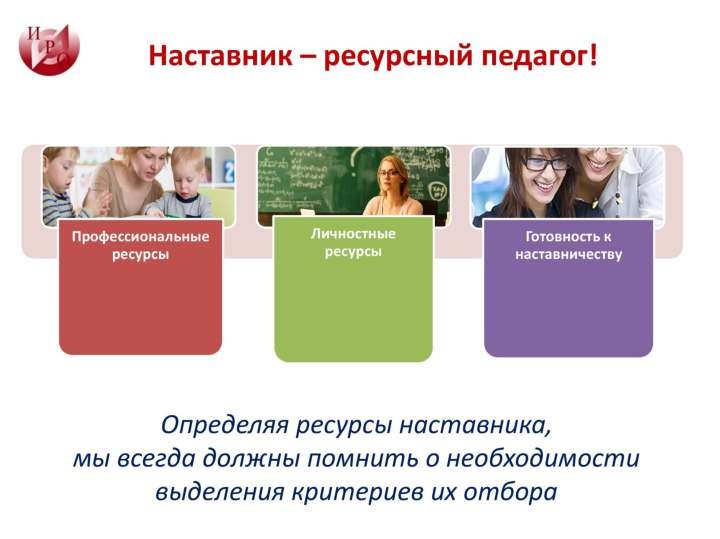 И
Р
О
Наставник – ресурсный педагог!
Профессиональные
ресурсы
Личностные
ресурсы
Готовность к
наставничеству
Определяя ресурсы наставника,
мы всегда должны помнить о необходимости
выделения критериев их отбора